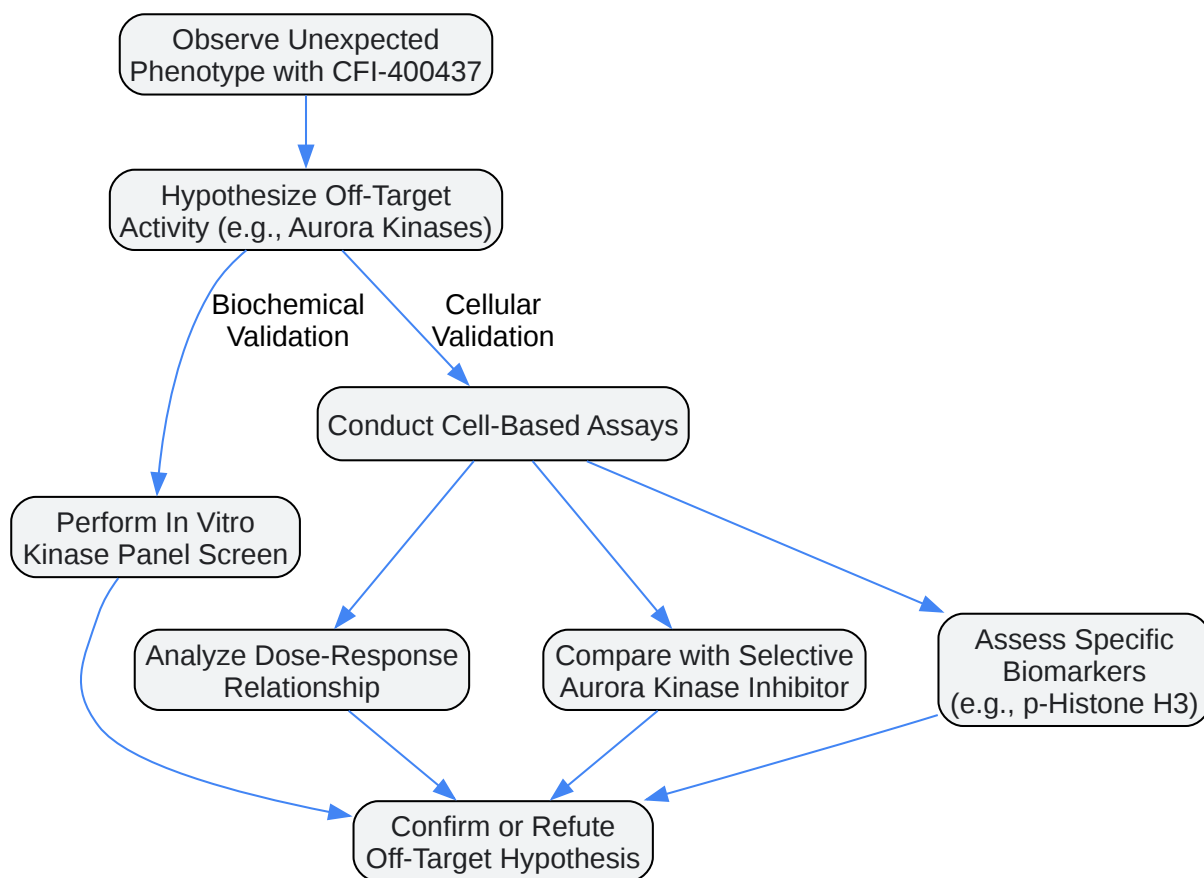 Observe Unexpected
Phenotype with CFI-400437
Hypothesize Off-Target
Activity (e.g., Aurora Kinases)
Biochemical
Validation
Cellular
Validation
Conduct Cell-Based Assays
Perform In Vitro
Kinase Panel Screen
Analyze Dose-Response
Relationship
Compare with Selective
Aurora Kinase Inhibitor
Assess Specific
Biomarkers
(e.g., p-Histone H3)
Confirm or Refute
Off-Target Hypothesis